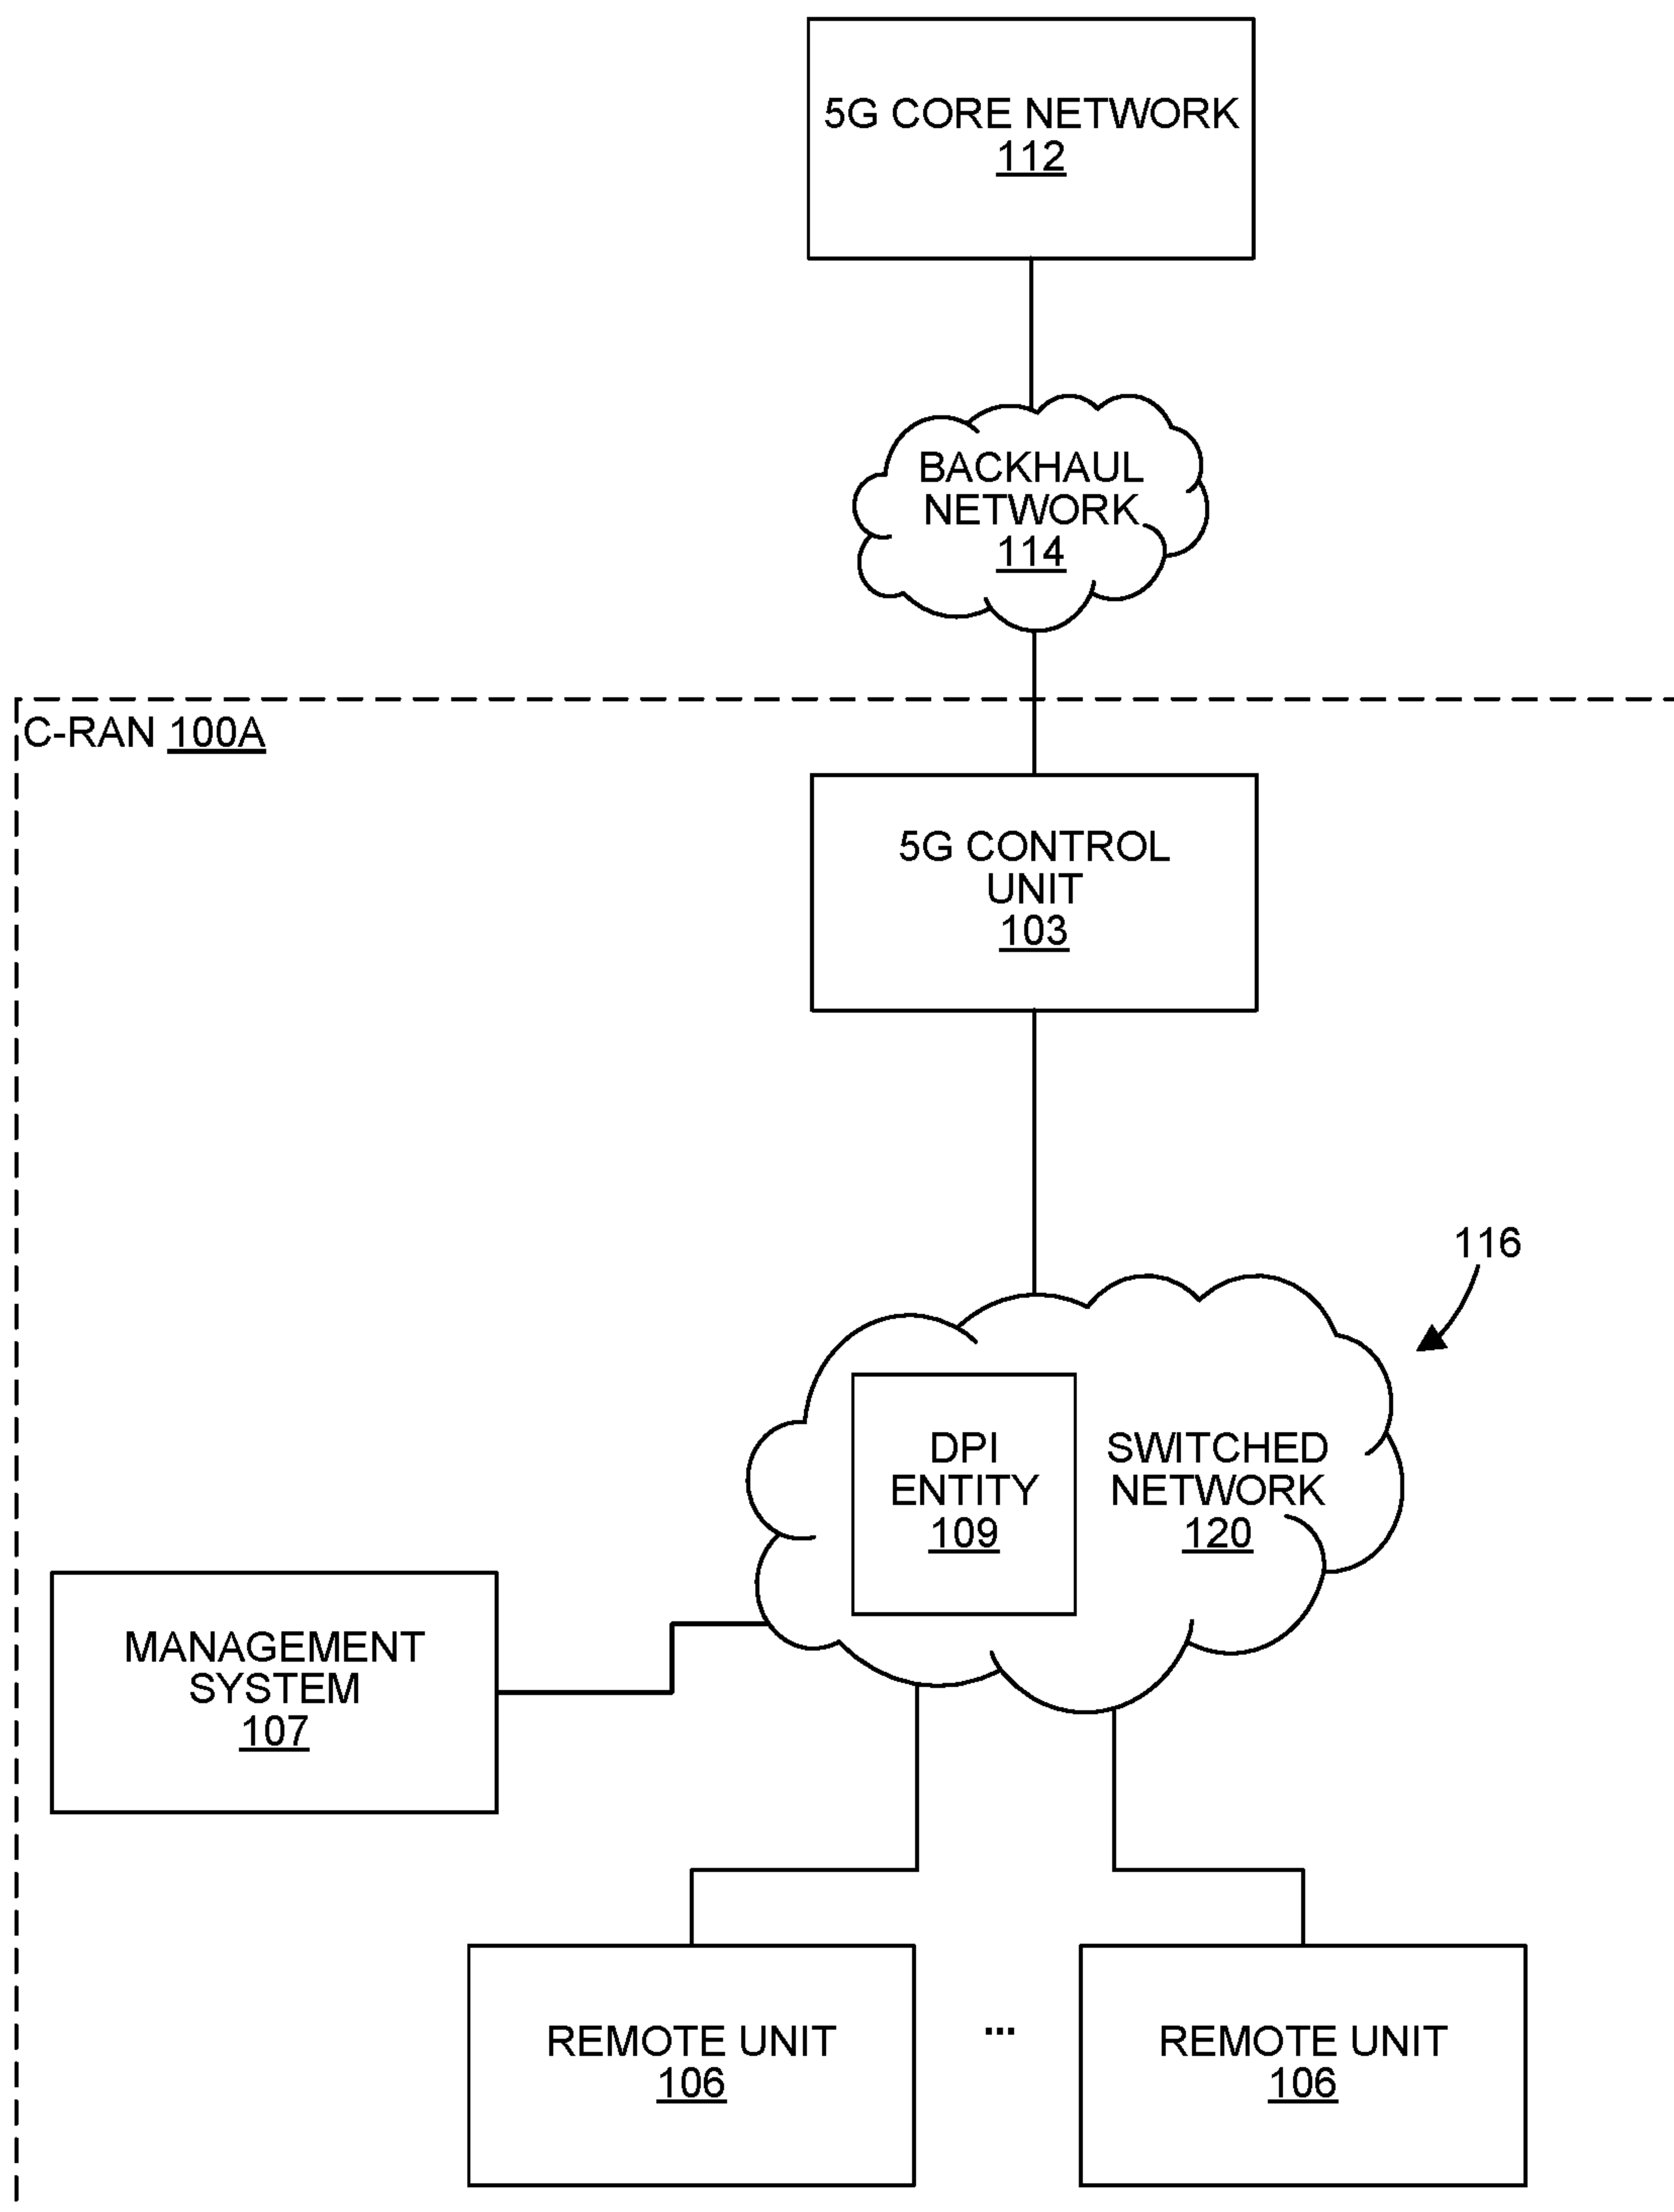 5G CORE NETWORK
112
BACKHAUL
NETWORK
114
C-RAN 100A
5G CONTROL
UNIT
103
116
DPI
ENTITY
109
SWITCHED
NETWORK
120
MANAGEMENT
SYSTEM
107
REMOTE UNIT
106
...
REMOTE UNIT
106